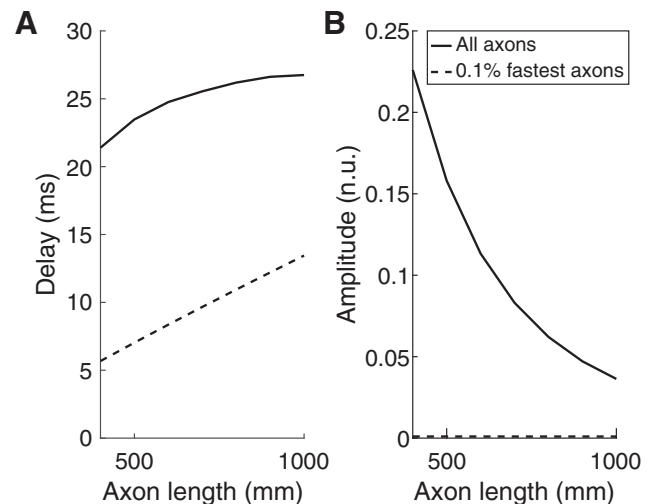 A
Delay (ms)
30
25
20
15
10
5
0
500
1000
Axon length (mm)
B
Amplitude (n.u.)
0.25
0.2
0.15
0.1
0.05
0
500
1000
Axon length (mm)
All axons
0.1% fastest axons